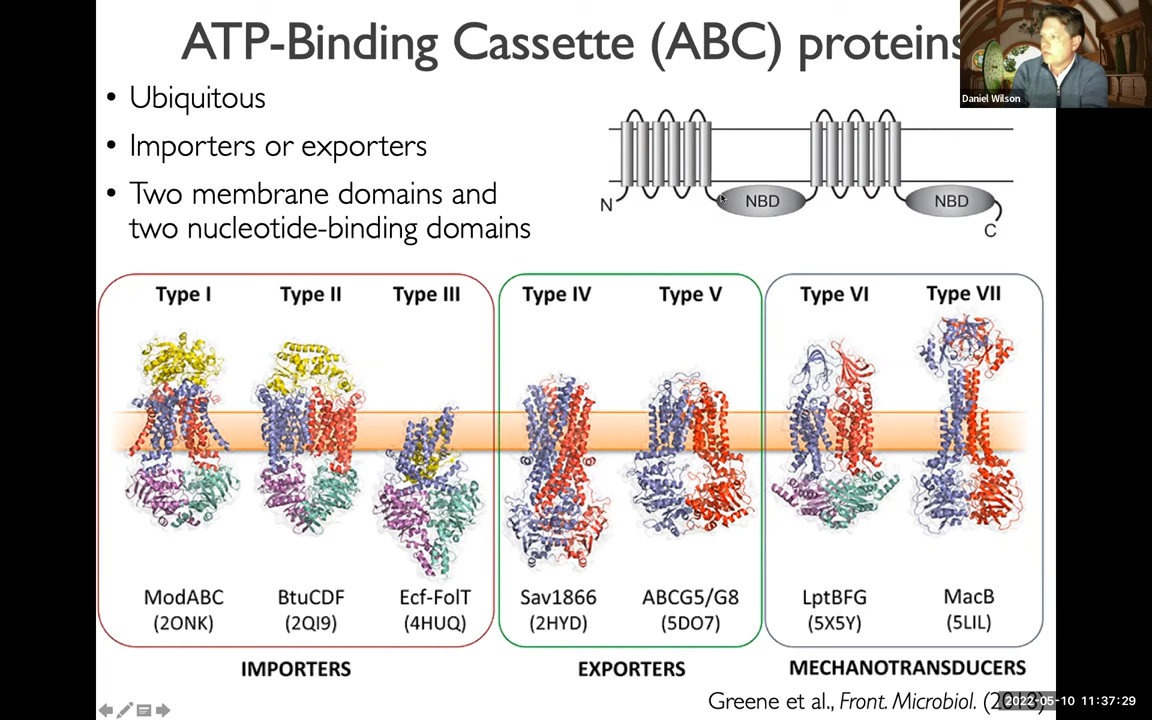 ATP-Binding Cassette (ABC) proteins
Daniel Wilson
• Ubiquitous
• Importers or exporters
• Two membrane domains and
two nucleotide-binding domains
N
NBD
NBD
C
Type I
Type II
Type III
Type IV
Type V
Type VI
Type VII
ModABC
(2ONK)
BtuCDF
(2QI9)
Ecf-FolT
(4HUQ)
Sav1866
(2HYD)
ABCG5/G8
(5DO7)
LptBFG
(5X5Y)
MacB
(5LIL)
IMPORTERS
EXPORTERS
MECHANOTRANSDUCERS
Greene et al., Front. Microbiol.
2022-05-10 11:37:29